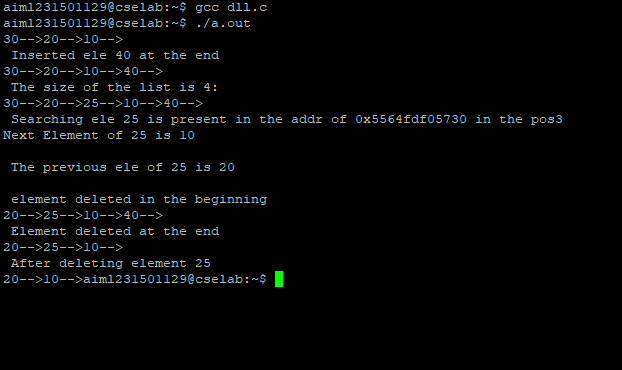 aiml231501129@cselab:~$ gcc dll.c
aiml231501129@cselab:~$ ./a.out
30-->20-->10-->
Inserted ele 40 at the end
30-->20-->10-->40-->
The size of the list is 4:
30-->20-->25-->10-->40-->
Searching ele 25 is present in the addr of 0x5564fdf05730 in the pos3
Next Element of 25 is 10
The previous ele of 25 is 20
element deleted in the beginning
20-->25-->10-->40-->
Element deleted at the end
20-->25-->10-->
After deleting element 25
20-->10-->aiml231501129@cselab:~$